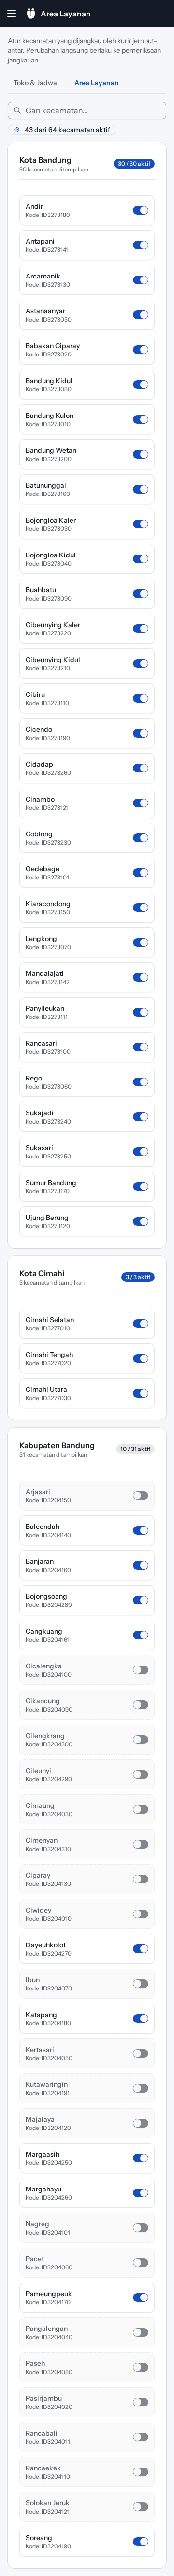 Area Layanan
Atur kecamatan yang dijangkau oleh kurir jemput-
antar. Perubahan langsung berlaku ke pemeriksaan
jangkauan.
Toko & Jadwal
Area Layanan
Cari kecamatan...
43 dari 64 kecamatan aktif
Kota Bandung
30 / 30 aktif
30 kecamatan ditampilkan
Andir
Kode: ID3273180
Antapani
Kode: ID3273141
Arcamanik
Kode: ID3273130
Astanaanyar
Kode: ID3273050
Babakan Ciparay
Kode: ID3273020
Bandung Kidul
Kode: ID3273080
Bandung Kulon
Kode: ID3273010
Bandung Wetan
Kode: ID3273200
Batununggal
Kode: ID3273160
Bojongloa Kaler
Kode: ID3273030
Bojongloa Kidul
Kode: ID3273040
Buahbatu
Kode: ID3273090
Cibeunying Kaler
Kode: ID3273220
Cibeunying Kidul
Kode: ID3273210
Cibiru
Kode: ID3273110
Cicendo
Kode: ID3273190
Cidadap
Kode: ID3273260
Cinambo
Kode: ID3273121
Coblong
Kode: ID3273230
Gedebage
Kode: ID3273101
Kiaracondong
Kode: ID3273150
Lengkong
Kode: ID3273070
Mandalajati
Kode: ID3273142
Panyileukan
Kode: ID3273111
Rancasari
Kode: ID3273100
Regol
Kode: ID3273060
Sukajadi
Kode: ID3273240
Sukasari
Kode: ID3273250
Sumur Bandung
Kode: ID3273170
Ujung Berung
Kode: ID3273120
Kota Cimahi
3 / 3 aktif
3 kecamatan ditampilkan
Cimahi Selatan
Kode: ID3277010
Cimahi Tengah
Kode: ID3277020
Cimahi Utara
Kode: ID3277030
Kabupaten Bandung
10 / 31 aktif
31 kecamatan ditampilkan
Arjasari
Kode: ID3204150
Baleendah
Kode: ID3204140
Banjaran
Kode: ID3204160
Bojongsoang
Kode: ID3204280
Cangkuang
Kode: ID3204161
Cicalengka
Kode: ID3204100
Cikancung
Kode: ID3204090
Cilengkrang
Kode: ID3204300
Cileunyi
Kode: ID3204290
Cimaung
Kode: ID3204030
Cimenyan
Kode: ID3204310
Ciparay
Kode: ID3204130
Ciwidey
Kode: ID3204010
Dayeuhkolot
Kode: ID3204270
Ibun
Kode: ID3204070
Katapang
Kode: ID3204180
Kertasari
Kode: ID3204050
Kutawaringin
Kode: ID3204191
Majalaya
Kode: ID3204120
Margaasih
Kode: ID3204250
Margahayu
Kode: ID3204260
Nagreg
Kode: ID3204101
Pacet
Kode: ID3204060
Pameungpeuk
Kode: ID3204170
Pangalengan
Kode: ID3204040
Paseh
Kode: ID3204080
Pasirjambu
Kode: ID3204020
Rancabali
Kode: ID3204011
Rancaekek
Kode: ID3204110
Solokan Jeruk
Kode: ID3204121
Soreang
Kode: ID3204190